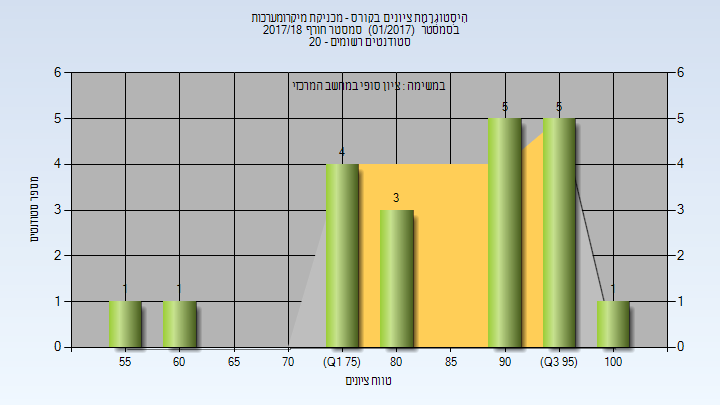 היסטוגרמת ציונים בקורס - מכניקת מיקרומערכות
בסמסטר (01/2017) סמסטר חורף 2017/18
סטודנטים רשומים - 20
במשימה : ציון סופי במחשב המרכזי
6 6
5 5
4 4
3 3
2 2
1 1
0 0
1 1 4 3 5 5 1
55 60 65 70 (Q1 75) 80 85 90 (Q3 95) 100
מספר סטודנטים
טווח ציונים